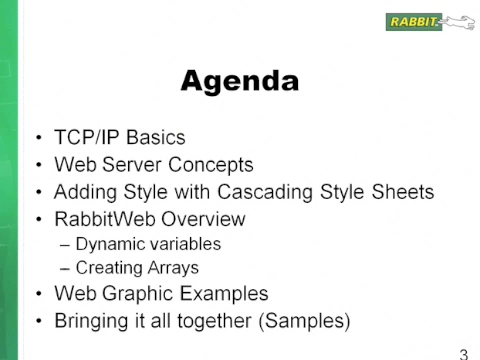 RABBIT
Agenda
• TCP/IP Basics
• Web Server Concepts
• Adding Style with Cascading Style Sheets
• RabbitWeb Overview
– Dynamic variables
– Creating Arrays
• Web Graphic Examples
• Bringing it all together (Samples)
3